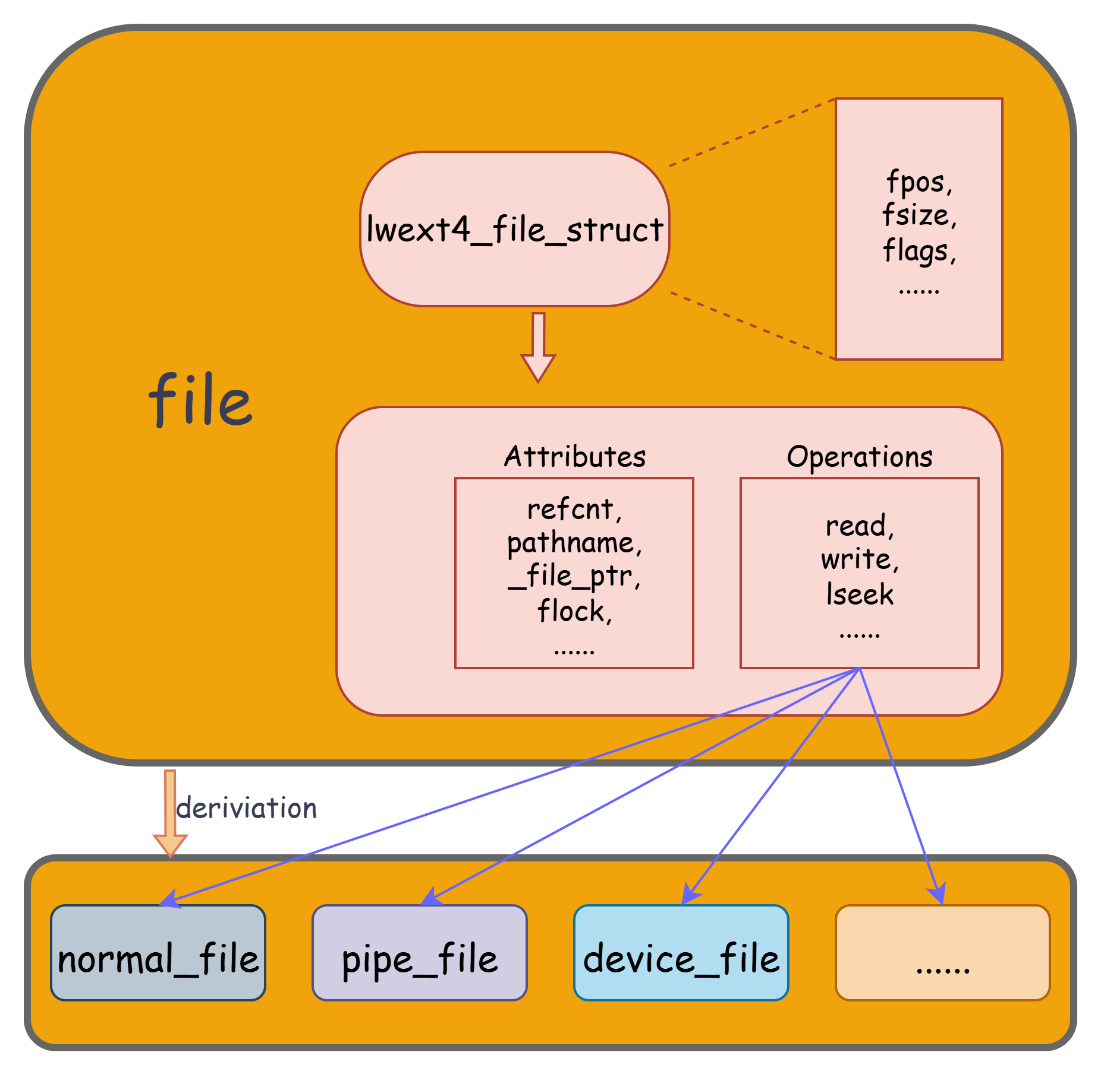 lwext4_file_struct
fpos,
fsize,
flags,
......
file
Attributes
refcnt,
pathname,
_file_ptr,
flock,
......
Operations
read,
write,
lseek
......
deriviation
normal_file
pipe_file
device_file
......